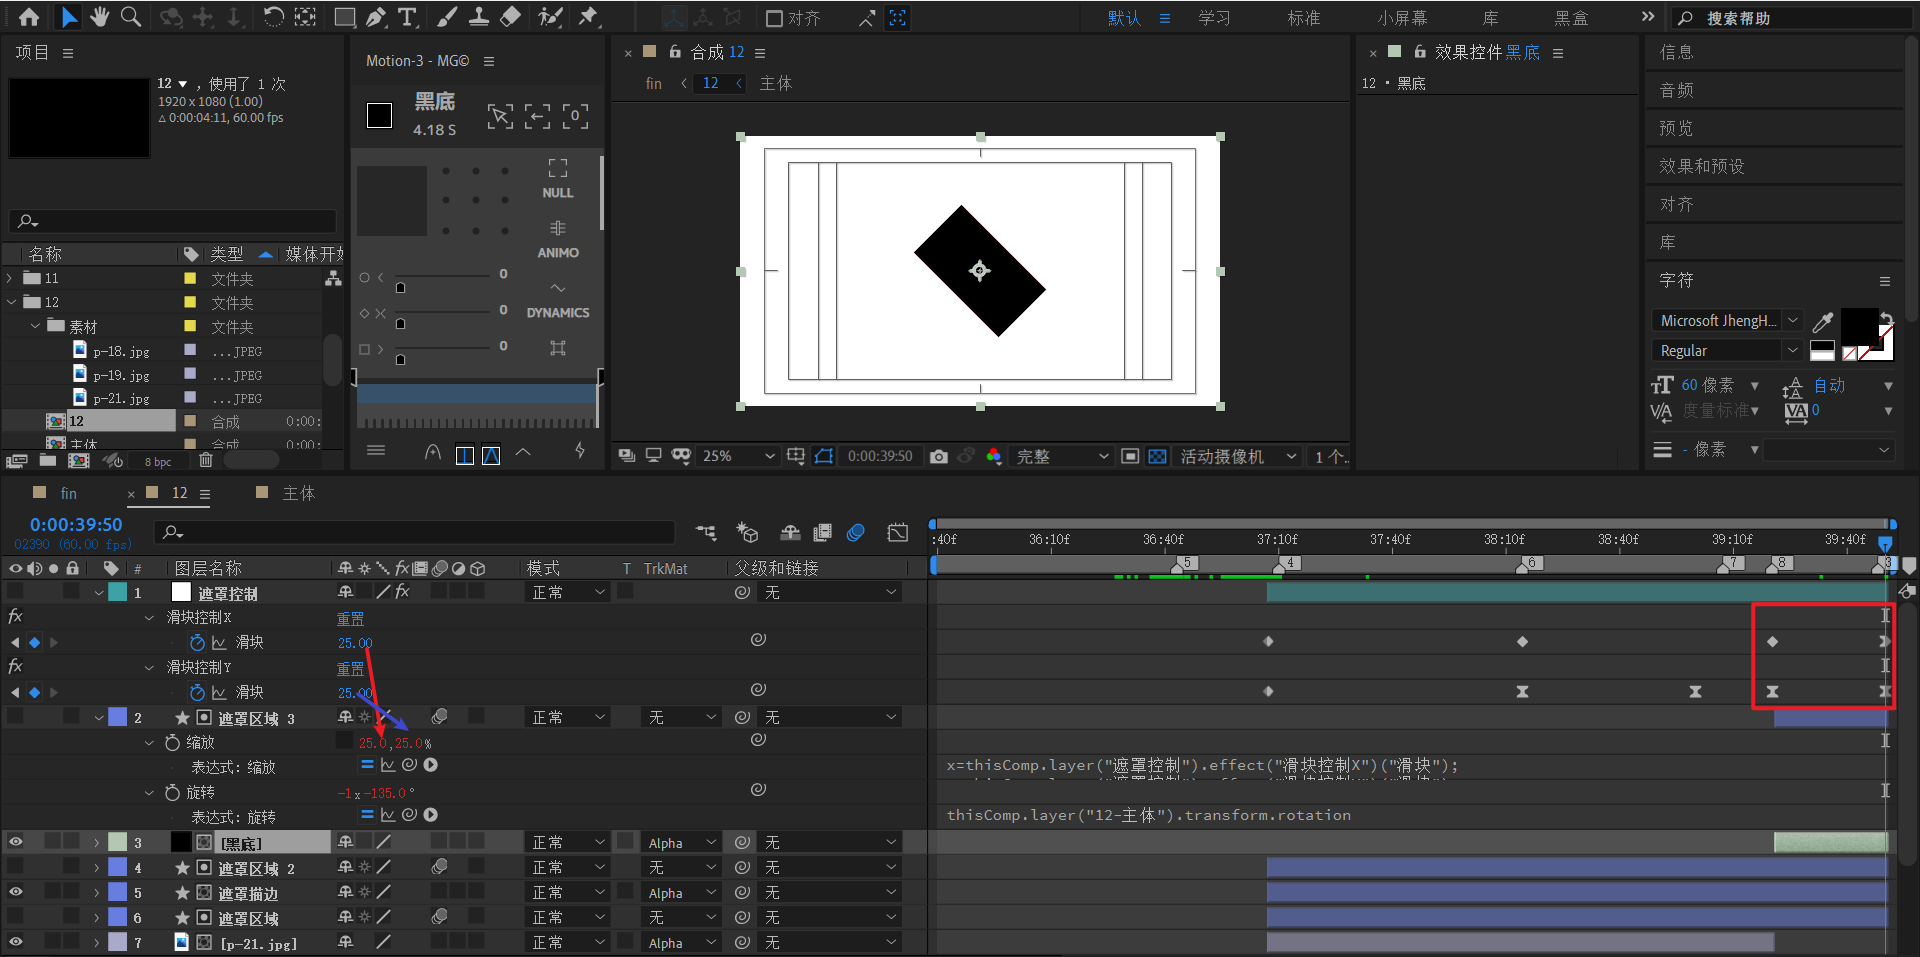 对齐
默认
学习
标准
小屏幕
库
黑盒
搜索帮助
项目
12 ▼ ，使用了 1 次
1920 x 1080 (1.00)
△ 0:00:04:11, 60.00 fps
名称
类型
媒体开始
11
文件夹
12
文件夹
素材
文件夹
p-18.jpg
...JPEG
p-19.jpg
...JPEG
p-21.jpg
...JPEG
12
合成
0:00:
主体
合成
0:00:
8 bpc
Motion-3 - MG©
黑底
4.18 S
0
NULL
ANIMO
DYNAMICS
0
0
0
合成 12
fin
12
主体
25%
0:00:39:50
完整
活动摄像机
1 个..
效果控件 黑底
12 · 黑底
信息
音频
预览
效果和预设
对齐
库
字符
Microsoft JhengH...
Regular
60 像素
自动
度量标准
0
- 像素
fin
12
主体
0:00:39:50
02390 (60.00 fps)
:40f
36:10f
36:40f
37:10f
37:40f
38:10f
38:40f
39:10f
39:40f
5
4
6
7
8
3
#
图层名称
模式
T
TrkMat
父级和链接
1
遮罩控制
正常
无
fx
滑块控制X
重置
滑块
25.00
fx
滑块控制Y
重置
滑块
25.00
2
遮罩区域 3
正常
无
无
缩放
25.0,25.0%
表达式: 缩放
x=thisComp.layer("遮罩控制").effect("滑块控制X")("滑块");
旋转
-1x-135.0°
表达式: 旋转
thisComp.layer("12-主体").transform.rotation
3
[黑底]
正常
Alpha
无
4
遮罩区域 2
正常
无
无
5
遮罩描边
正常
Alpha
无
6
遮罩区域
正常
无
无
7
[p-21.jpg]
正常
Alpha
无